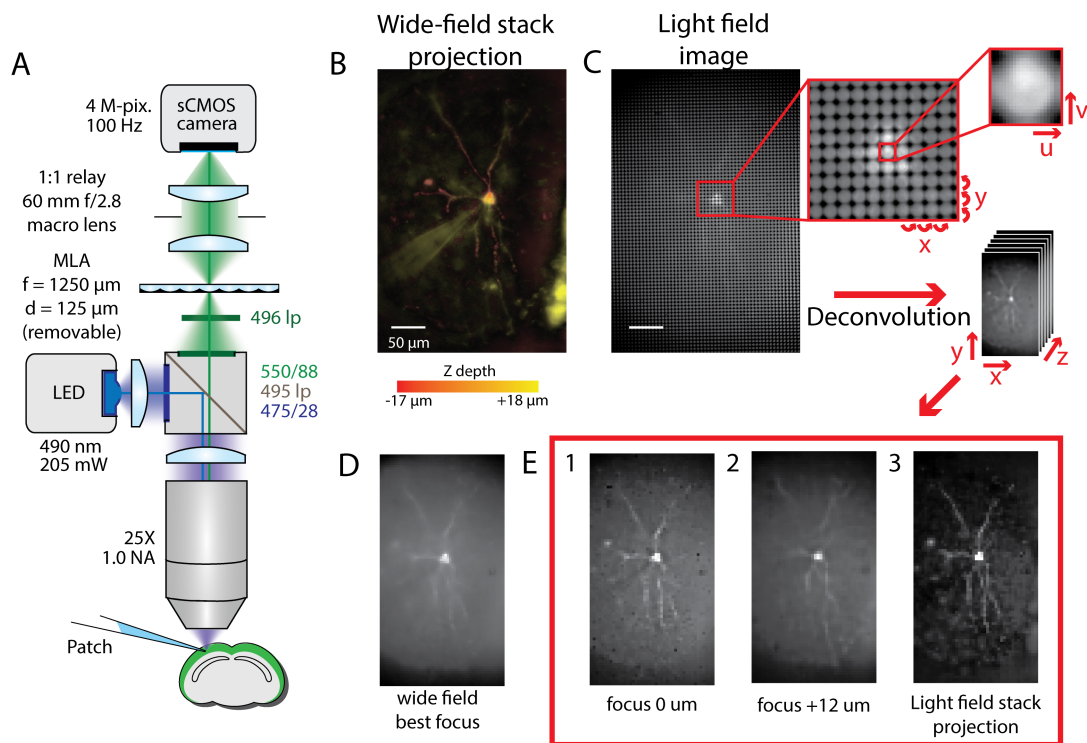 A
4 M-pix.
100 Hz
sCMOS
camera
1:1 relay
60 mm f/2.8
macro lens
MLA
f = 1250 µm
d = 125 µm
(removable)
496 lp
LED
550/88
495 lp
475/28
490 nm
205 mW
25X
1.0 NA
Patch
Wide-field stack
projection
B
50 µm
Z depth
-17 µm
+18 µm
Light field
image
C
v
u
y
x
Deconvolution
y
x
z
D
wide field
best focus
E
1
focus 0 um
2
focus +12 um
3
Light field stack
projection